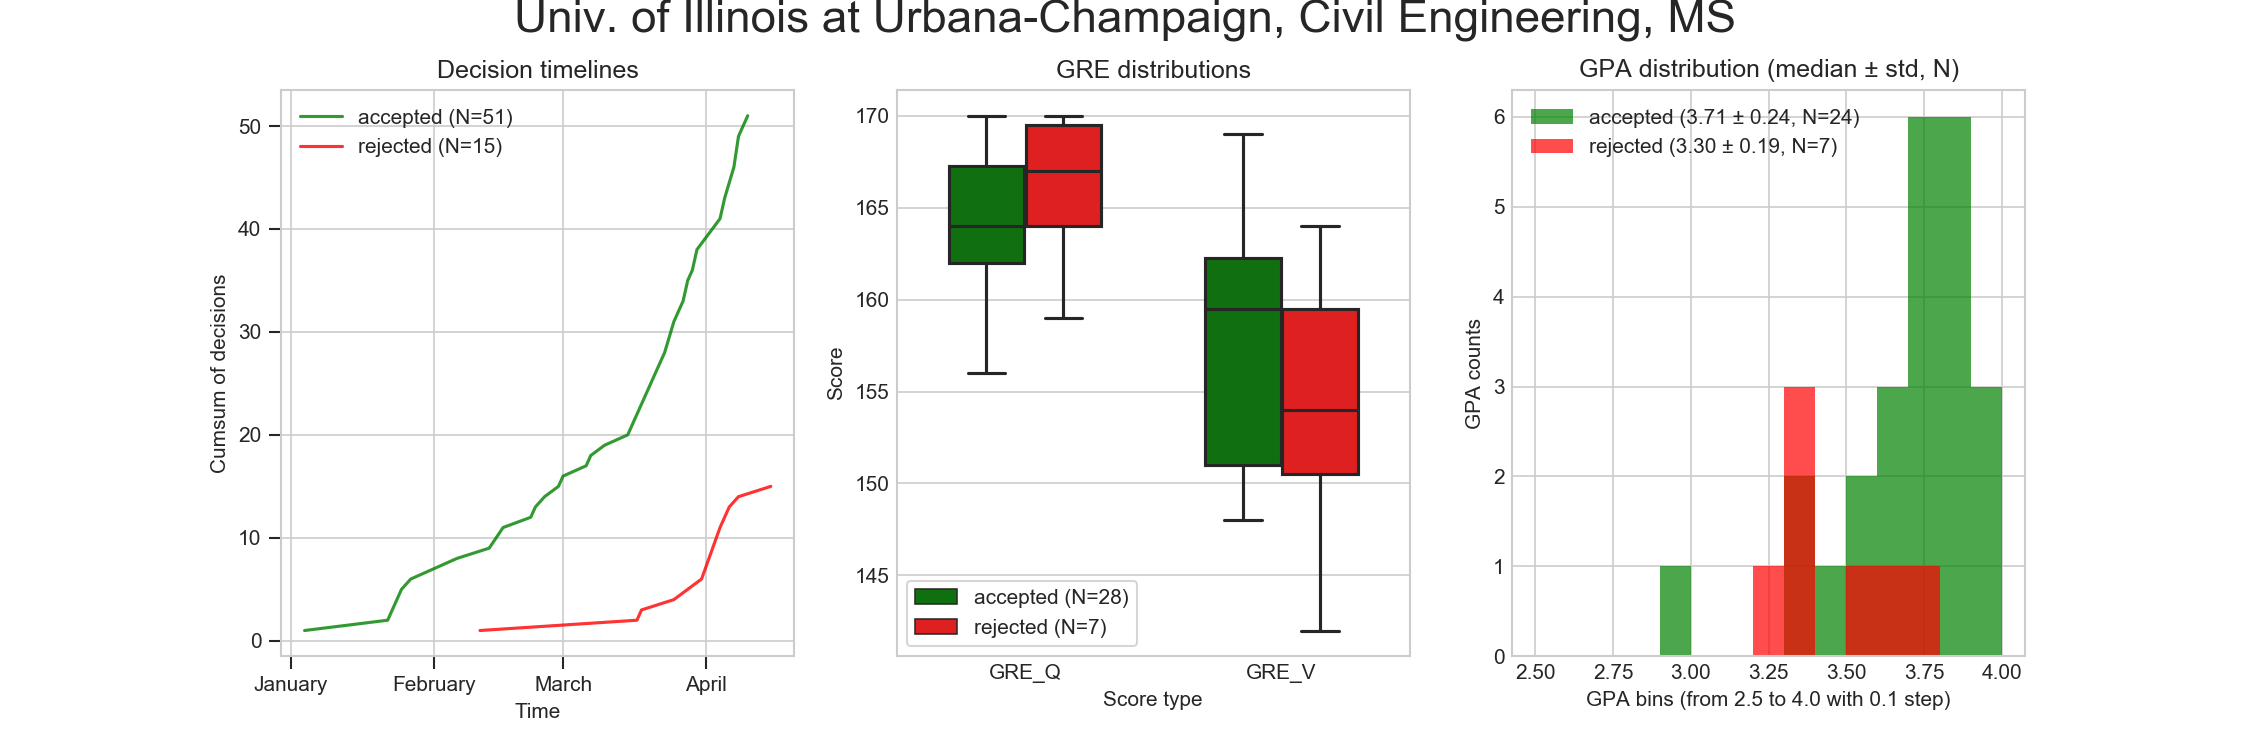 Univ. of Illinois at Urbana-Champaign, Civil Engineering, MS
Decision timelines
accepted (N=51)
rejected (N=15)
50
40
30
20
10
0
Cumsum of decisions
January February March April
Time
GRE distributions
170
165
160
155
150
145
Score
accepted (N=28)
rejected (N=7)
GRE_Q GRE_V
Score type
GPA distribution (median ± std, N)
accepted (3.71 ± 0.24, N=24)
rejected (3.30 ± 0.19, N=7)
6
5
4
3
2
1
0
GPA counts
2.50 2.75 3.00 3.25 3.50 3.75 4.00
GPA bins (from 2.5 to 4.0 with 0.1 step)